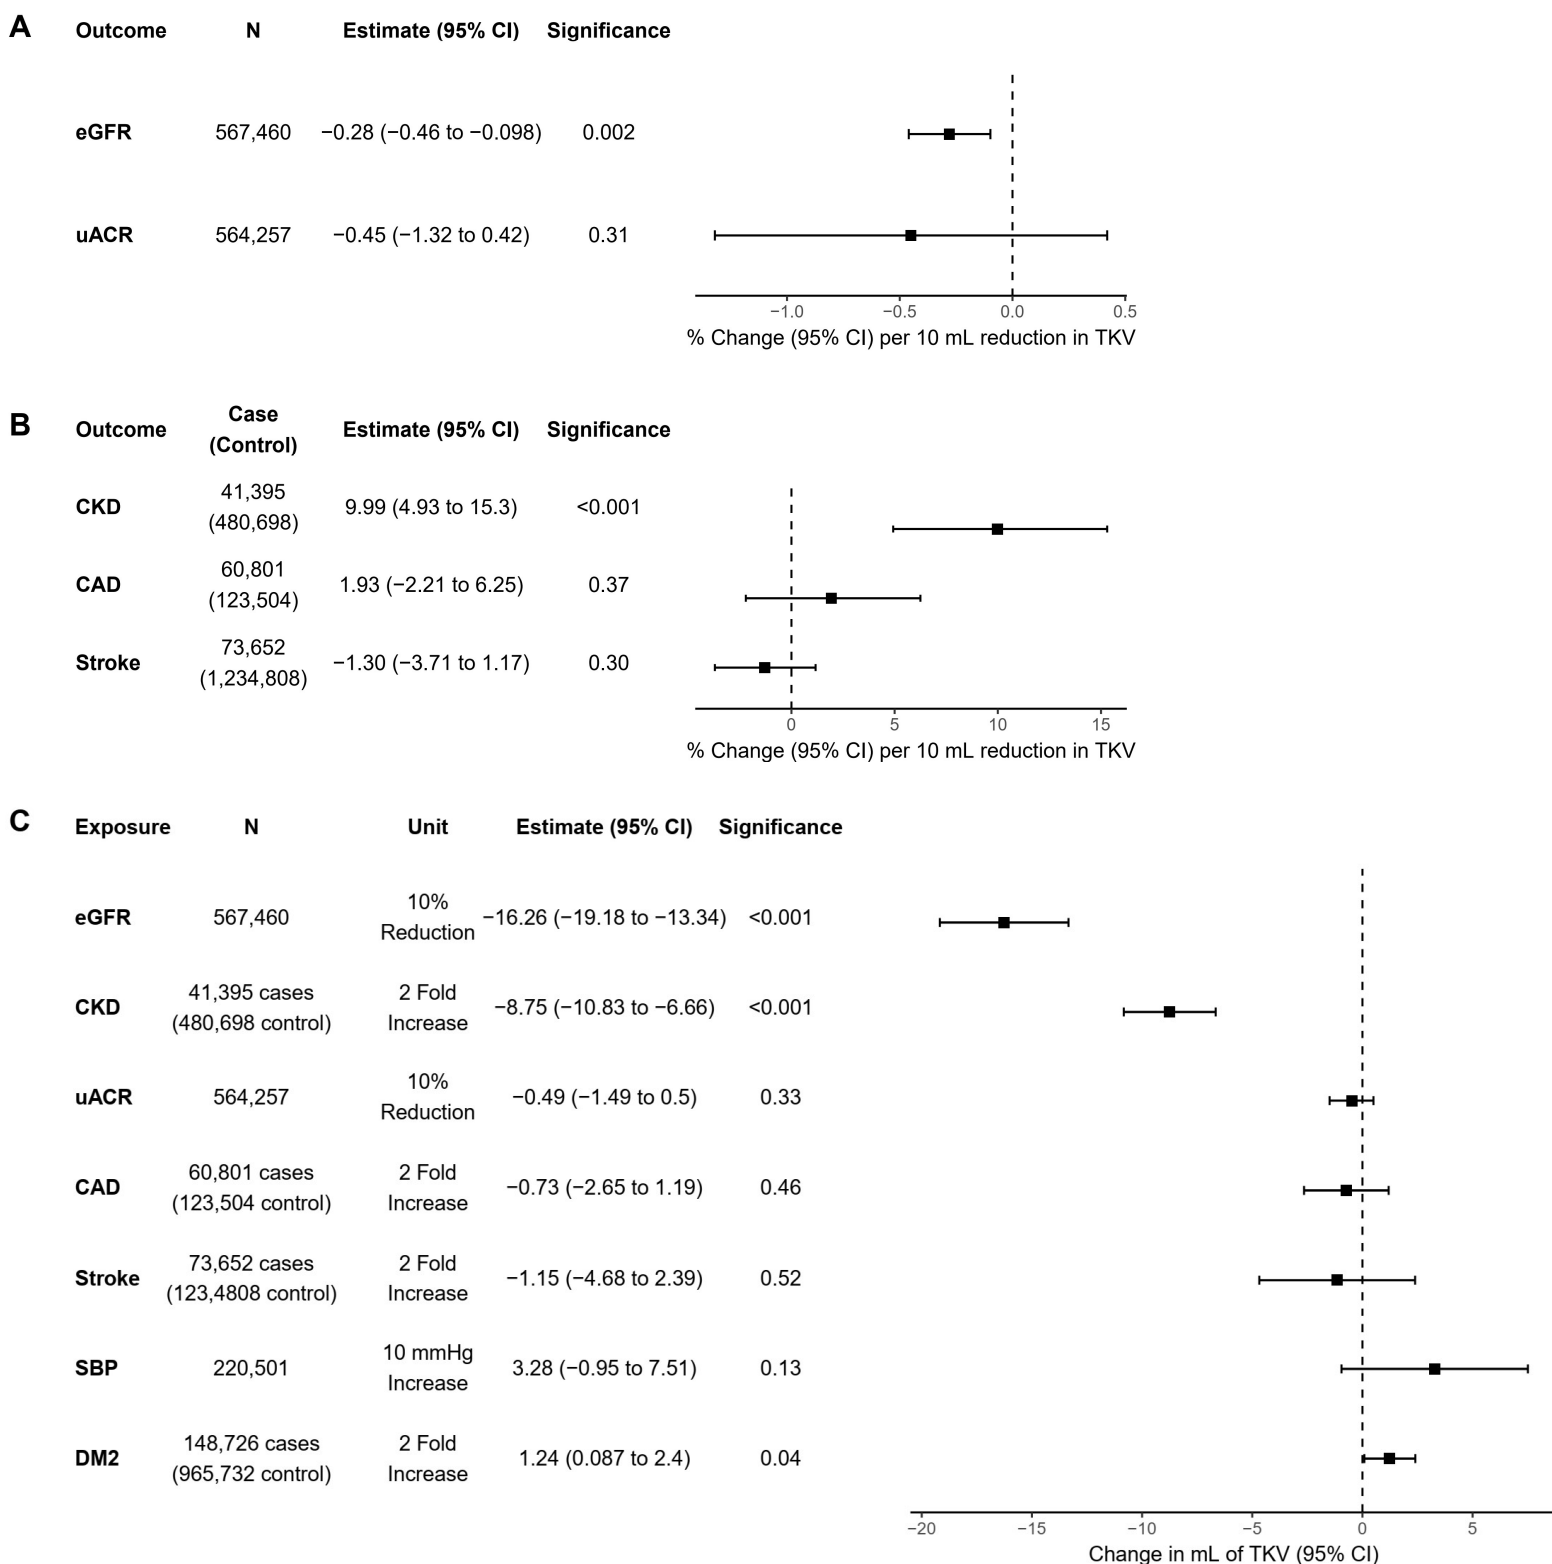 A
Outcome N Estimate (95% CI) Significance
eGFR 567,460 −0.28 (−0.46 to −0.098) 0.002
uACR 564,257 −0.45 (−1.32 to 0.42) 0.31
−1.0 −0.5 0.0 0.5
% Change (95% CI) per 10 mL reduction in TKV
B
Outcome Case (Control) Estimate (95% CI) Significance
CKD 41,395 (480,698) 9.99 (4.93 to 15.3) <0.001
CAD 60,801 (123,504) 1.93 (−2.21 to 6.25) 0.37
Stroke 73,652 (1,234,808) −1.30 (−3.71 to 1.17) 0.30
0 5 10 15
% Change (95% CI) per 10 mL reduction in TKV
C
Exposure N Unit Estimate (95% CI) Significance
eGFR 567,460 10% Reduction −16.26 (−19.18 to −13.34) <0.001
CKD 41,395 cases (480,698 control) 2 Fold Increase −8.75 (−10.83 to −6.66) <0.001
uACR 564,257 10% Reduction −0.49 (−1.49 to 0.5) 0.33
CAD 60,801 cases (123,504 control) 2 Fold Increase −0.73 (−2.65 to 1.19) 0.46
Stroke 73,652 cases (123,4808 control) 2 Fold Increase −1.15 (−4.68 to 2.39) 0.52
SBP 220,501 10 mmHg Increase 3.28 (−0.95 to 7.51) 0.13
DM2 148,726 cases (965,732 control) 2 Fold Increase 1.24 (0.087 to 2.4) 0.04
−20 −15 −10 −5 0 5
Change in mL of TKV (95% CI)